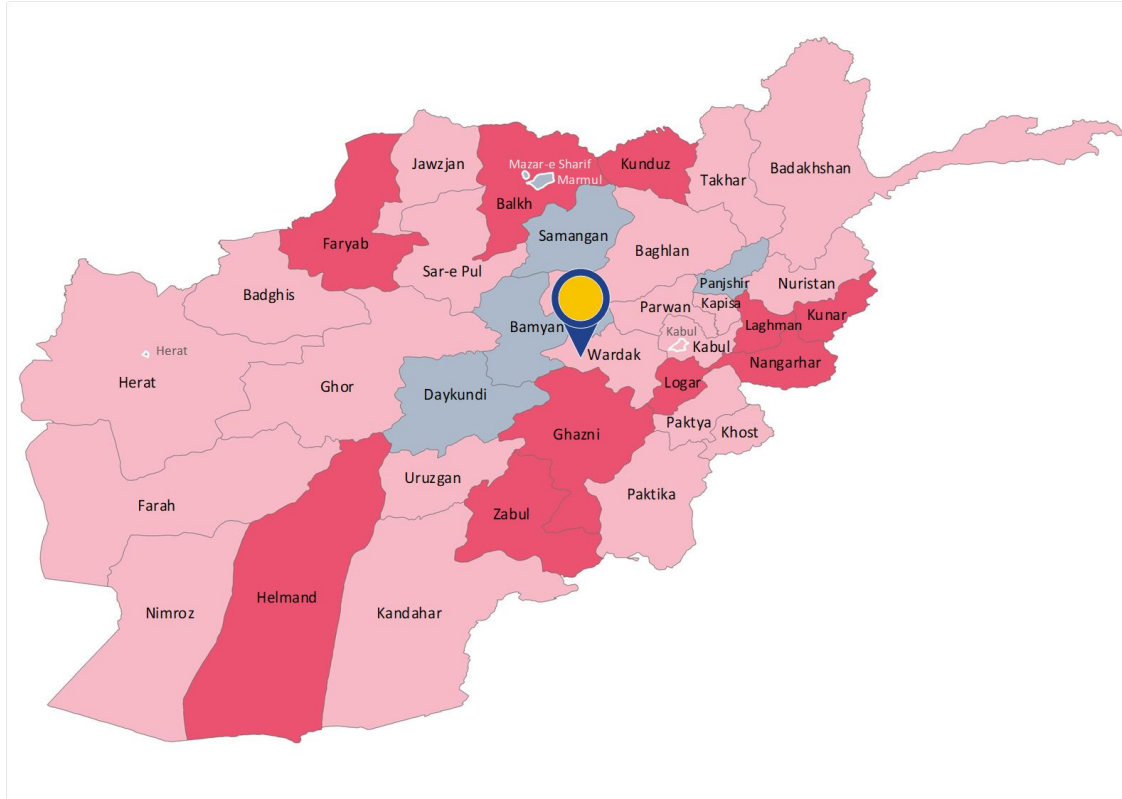 Jawzjan
Mazar-e Sharif
Marmul
Kunduz
Takhar
Badakhshan
Balkh
Faryab
Samangan
Baghlan
Sar-e Pul
Panjshir
Nuristan
Badghis
Parwan
Kapisa
Bamyan
Laghman
Kunar
Kabul
Kabul
Herat
Herat
Wardak
Nangarhar
Ghor
Daykundi
Logar
Paktya
Khost
Ghazni
Uruzgan
Paktika
Farah
Zabul
Helmand
Nimroz
Kandahar